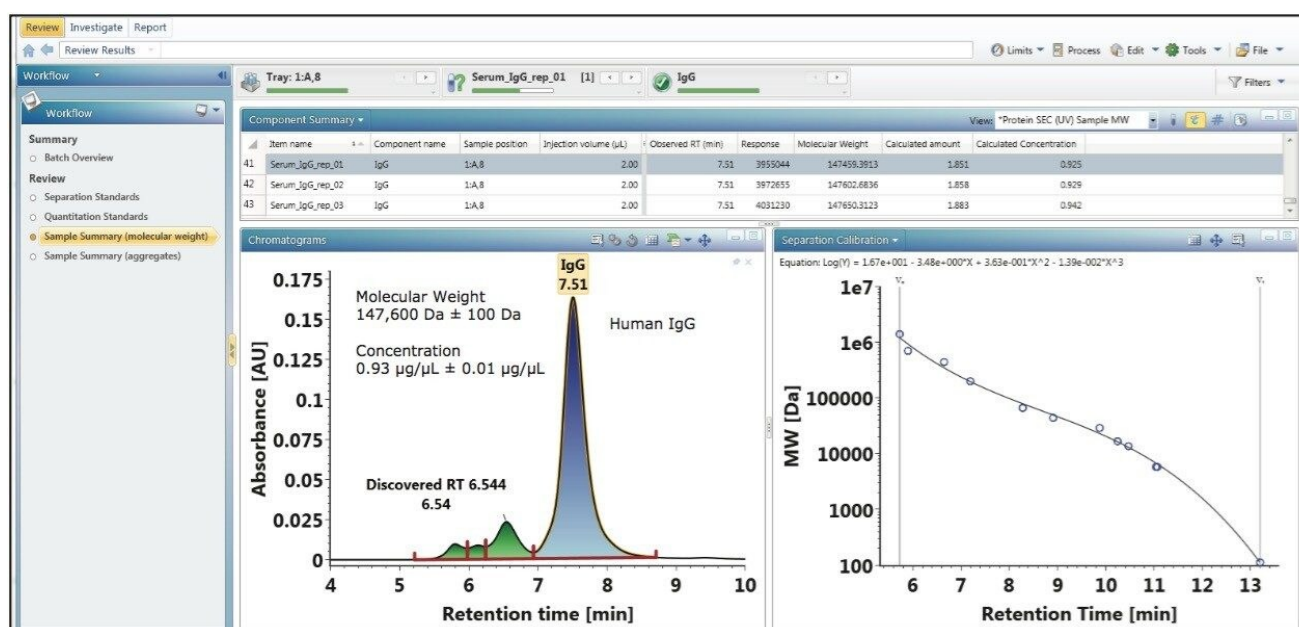 Review Investigate Report
Review Results
Limits Process Edit Tools File
Workflow
Tray: 1:A,8 Serum_IgG_rep_01 [1] IgG
Filters
Workflow
Summary
Batch Overview
Review
Separation Standards
Quantitation Standards
Sample Summary (molecular weight)
Sample Summary (aggregates)
Component Summary View: *Protein SEC (UV) Sample MW
Item name Component name Sample position Injection volume (µL) Observed RT (min) Response Molecular Weight Calculated amount Calculated Concentration
41 Serum_IgG_rep_01 IgG 1:A,8 2.00 7.51 3955044 147459.3913 1.851 0.925
42 Serum_IgG_rep_02 IgG 1:A,8 2.00 7.51 3972655 147602.6836 1.858 0.929
43 Serum_IgG_rep_03 IgG 1:A,8 2.00 7.51 4031230 147650.3123 1.883 0.942
Chromatograms
IgG
7.51
Molecular Weight
147,600 Da ± 100 Da
Human IgG
Concentration
0.93 µg/µL ± 0.01 µg/µL
Discovered RT 6.544
6.54
Absorbance [AU]
0.175
0.15
0.125
0.1
0.075
0.05
0.025
0
4 5 6 7 8 9 10
Retention time [min]
Separation Calibration
Equation: Log(Y) = 1.67e+001 - 3.48e+000*X + 3.63e-001*X^2 - 1.39e-002*X^3
MW [Da]
1e7
1e6
100000
10000
1000
100
6 7 8 9 10 11 12 13
Retention Time [min]